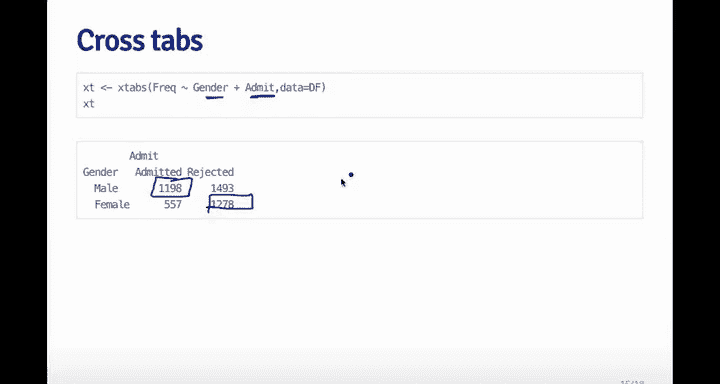 Cross tabs
xt <- xtabs(Freq ~ Gender + Admit,data=DF)
xt
Admit
Gender Admitted Rejected
Male 1198 1493
Female 557 1278